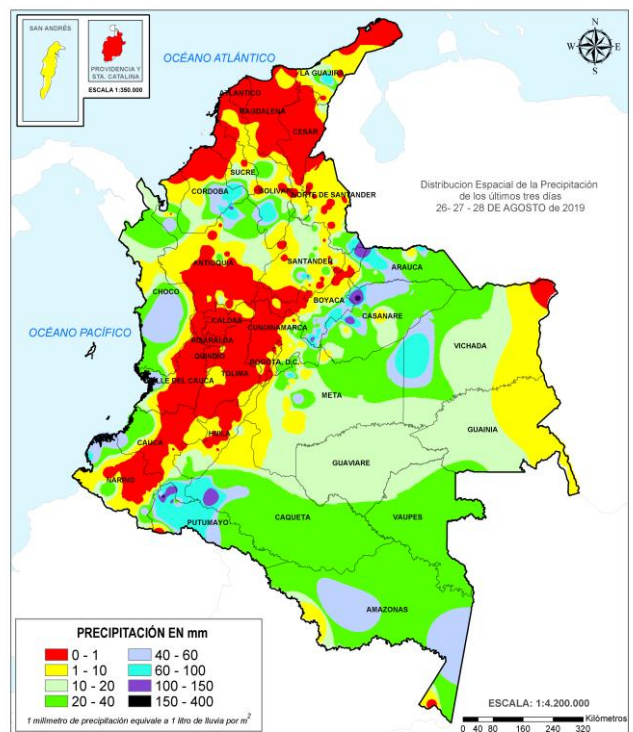 SAN ANDRÉS
PROVIDENCIA Y
STA. CATALINA
ESCALA 1:350.000
OCÉANO ATLÁNTICO
N
W
E
S
LA GUAJIRA
ATLANTICO
MAGDALENA
CESAR
SUCRE
CORDOBA
BOLIVAR
NORTE DE SANTANDER
Distribucion Espacial de la Precipitación
de los últimos tres días
26- 27 - 28 DE AGOSTO de 2019
ANTIOQUIA
SANTANDER
ARAUCA
CHOCO
BOYACA
CASANARE
OCÉANO PACÍFICO
CALDAS
CUNDINAMARCA
RISARALDA
VICHADA
QUINDIO
BOGOTA, D.C.
VALLE DEL CAUCA
TOLIMA
META
GUAINIA
CAUCA
HUILA
GUAVIARE
NARIÑO
PUTUMAYO
CAQUETA
VAUPES
AMAZONAS
PRECIPITACIÓN EN mm
0 - 1
40 - 60
1 - 10
60 - 100
10 - 20
100 - 150
20 - 40
150 - 400
1 milimetro de precipitación equivale a 1 litro de lluvia por m2
ESCALA: 1:4.200.000
Kilómetros
0 40 80 160 240 320